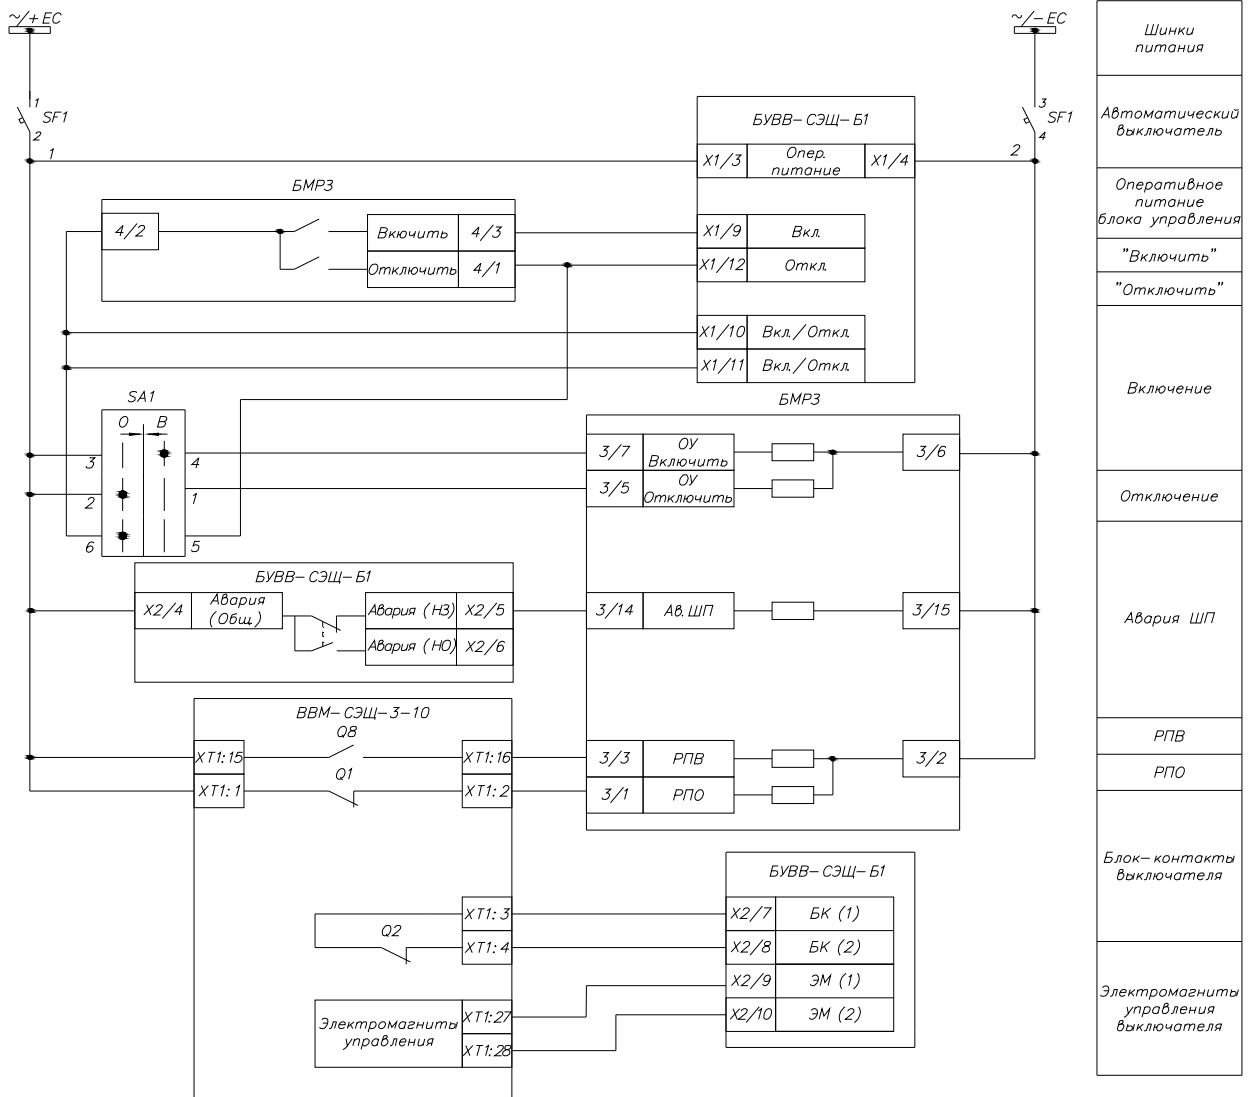 ~/+EC
~/-EC
Шинки
питания
1
SF1
2
1
3
SF1
4
2
Автоматический
выключатель
БУВВ-СЭЩ-Б1
X1/3
Опер.
питание
X1/4
Оперативное
питание
блока управления
БМРЗ
4/2
Вкючить
4/3
Отключить
4/1
X1/9
Вкл.
X1/12
Откл.
"Включить"
"Отключить"
X1/10
Вкл./Откл.
X1/11
Вкл./Откл.
Включение
SA1
О
В
3
4
2
1
6
5
БМРЗ
3/7
ОУ
Включить
3/6
3/5
ОУ
Отключить
Отключение
БУВВ-СЭЩ-Б1
X2/4
Авария
(Общ.)
Авария (НЗ)
X2/5
Авария (НО)
X2/6
3/14
Ав. ШП
3/15
Авария ШП
ВВМ-СЭЩ-3-10
Q8
XT1:15
XT1:16
Q1
XT1:1
XT1:2
3/3
РПВ
3/2
3/1
РПО
РПВ
РПО
БУВВ-СЭЩ-Б1
XT1:3
Q2
XT1:4
X2/7
БК (1)
X2/8
БК (2)
X2/9
ЭМ (1)
X2/10
ЭМ (2)
Блок-контакты
выключателя
Электромагниты
управления
XT1:27
XT1:28
Электромагниты
управления
выключателя